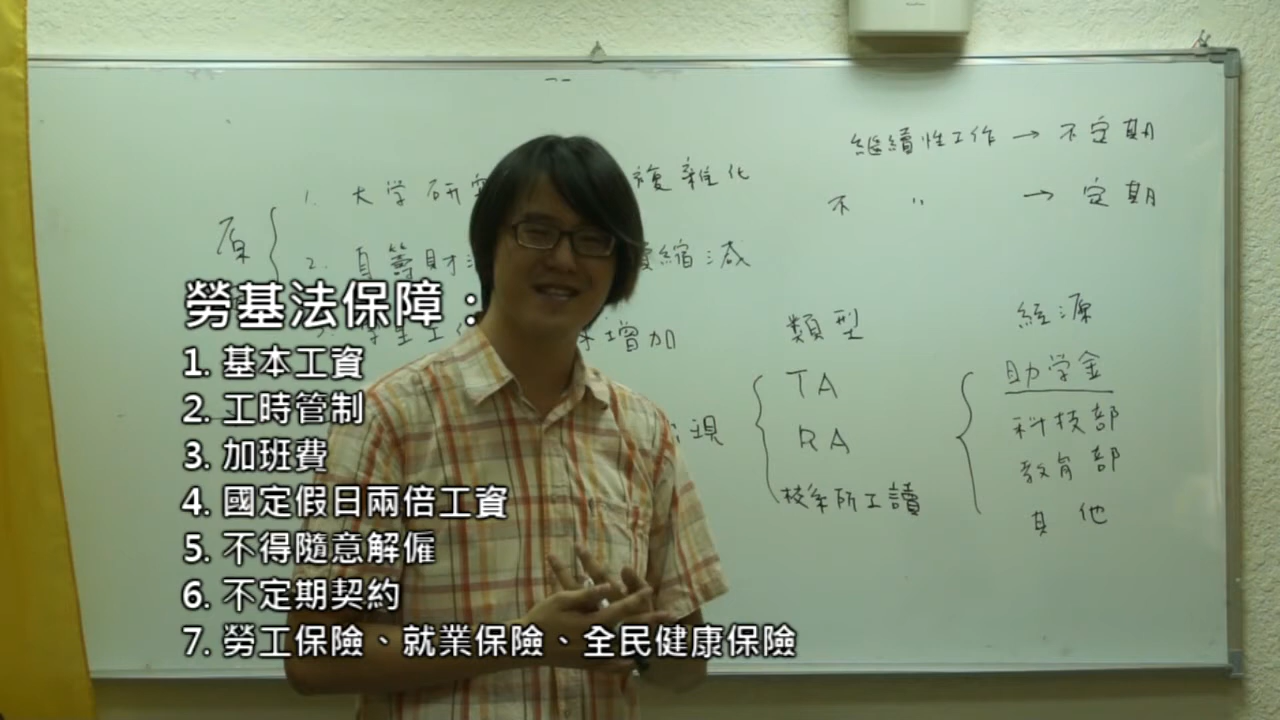 繼續性工作 → 不定期
不 〃 → 定期
原
1. 大学研究 複雜化
2. 自籌財 縮減
增加
現
類型
TA
RA
校系所工讀
經源
助学金
科技部
教育部
其他
勞基法保障：
1. 基本工資
2. 工時管制
3. 加班費
4. 國定假日兩倍工資
5. 不得隨意解僱
6. 不定期契約
7. 勞工保險、就業保險、全民健康保險